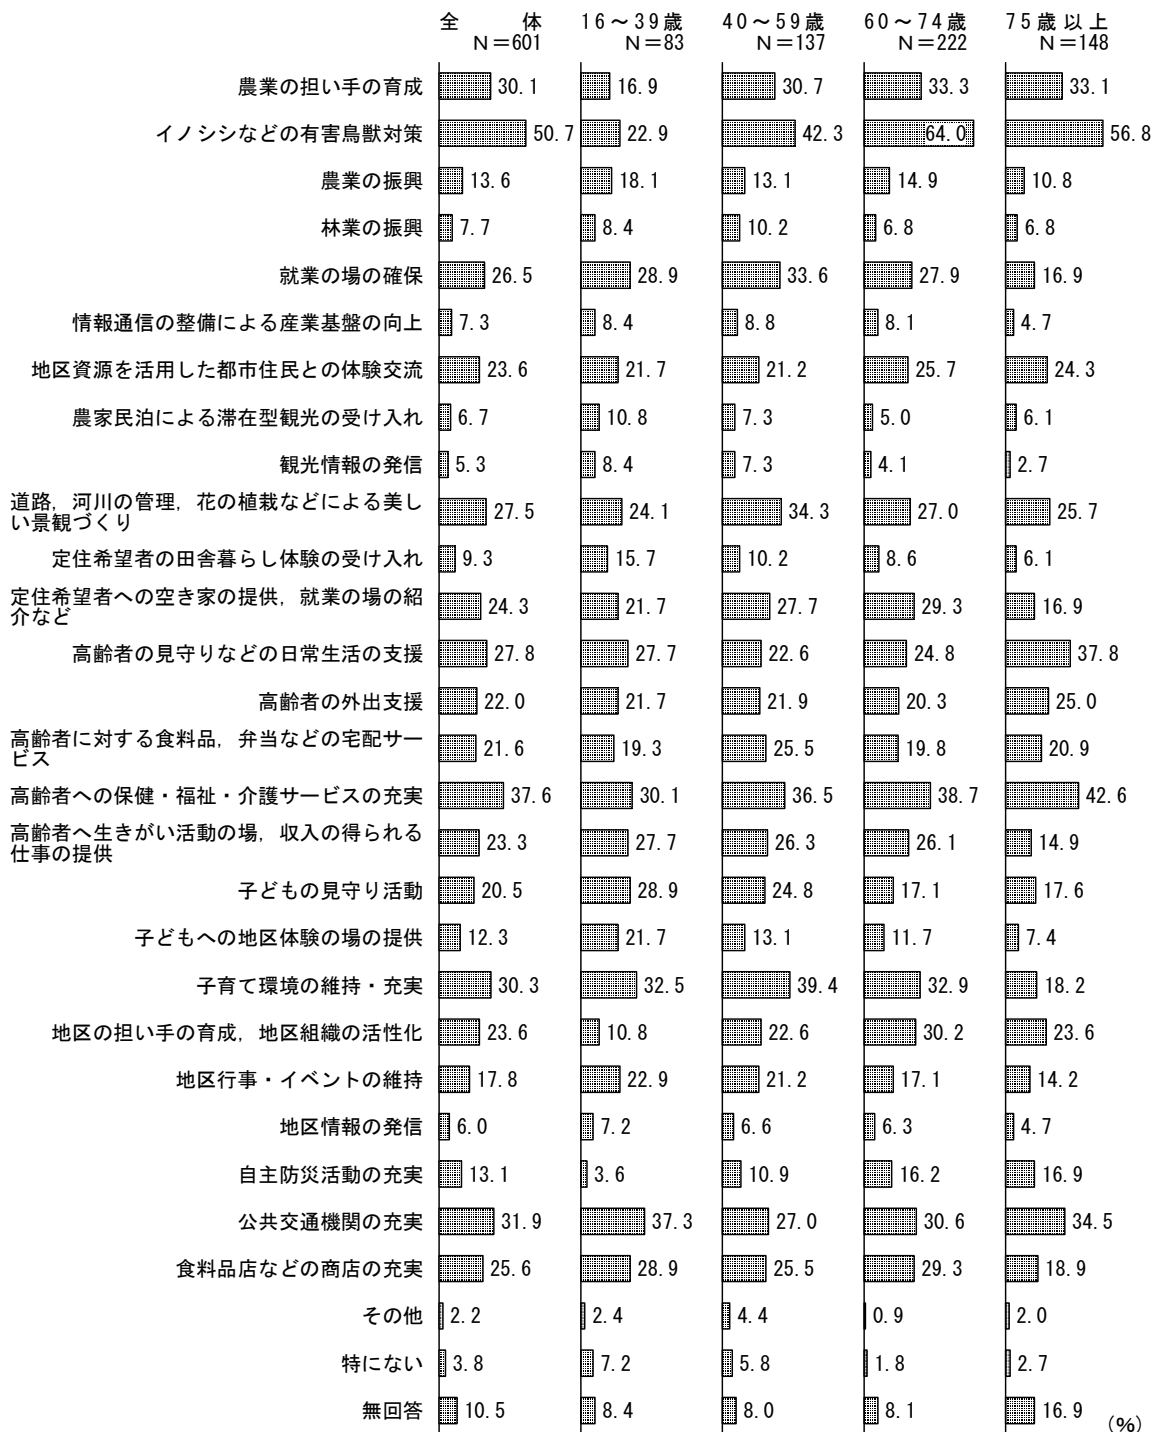 全体 16～39歳 40～59歳 60～74歳 75歳以上
N＝601 N＝83 N＝137 N＝222 N＝148
農業の担い手の育成 30.1 16.9 30.7 33.3 33.1
イノシシなどの有害鳥獣対策 50.7 22.9 42.3 64.0 56.8
農業の振興 13.6 18.1 13.1 14.9 10.8
林業の振興 7.7 8.4 10.2 6.8 6.8
就業の場の確保 26.5 28.9 33.6 27.9 16.9
情報通信の整備による産業基盤の向上 7.3 8.4 8.8 8.1 4.7
地区資源を活用した都市住民との体験交流 23.6 21.7 21.2 25.7 24.3
農家民泊による滞在型観光の受け入れ 6.7 10.8 7.3 5.0 6.1
観光情報の発信 5.3 8.4 7.3 4.1 2.7
道路，河川の管理，花の植栽などによる美し
い景観づくり 27.5 24.1 34.3 27.0 25.7
定住希望者の田舎暮らし体験の受け入れ 9.3 15.7 10.2 8.6 6.1
定住希望者への空き家の提供，就業の場の紹
介など 24.3 21.7 27.7 29.3 16.9
高齢者の見守りなどの日常生活の支援 27.8 27.7 22.6 24.8 37.8
高齢者の外出支援 22.0 21.7 21.9 20.3 25.0
高齢者に対する食料品，弁当などの宅配サー
ビス 21.6 19.3 25.5 19.8 20.9
高齢者への保健・福祉・介護サービスの充実 37.6 30.1 36.5 38.7 42.6
高齢者へ生きがい活動の場，収入の得られる
仕事の提供 23.3 27.7 26.3 26.1 14.9
子どもの見守り活動 20.5 28.9 24.8 17.1 17.6
子どもへの地区体験の場の提供 12.3 21.7 13.1 11.7 7.4
子育て環境の維持・充実 30.3 32.5 39.4 32.9 18.2
地区の担い手の育成，地区組織の活性化 23.6 10.8 22.6 30.2 23.6
地区行事・イベントの維持 17.8 22.9 21.2 17.1 14.2
地区情報の発信 6.0 7.2 6.6 6.3 4.7
自主防災活動の充実 13.1 3.6 10.9 16.2 16.9
公共交通機関の充実 31.9 37.3 27.0 30.6 34.5
食料品店などの商店の充実 25.6 28.9 25.5 29.3 18.9
その他 2.2 2.4 4.4 0.9 2.0
特にない 3.8 7.2 5.8 1.8 2.7
無回答 10.5 8.4 8.0 8.1 16.9
(%)